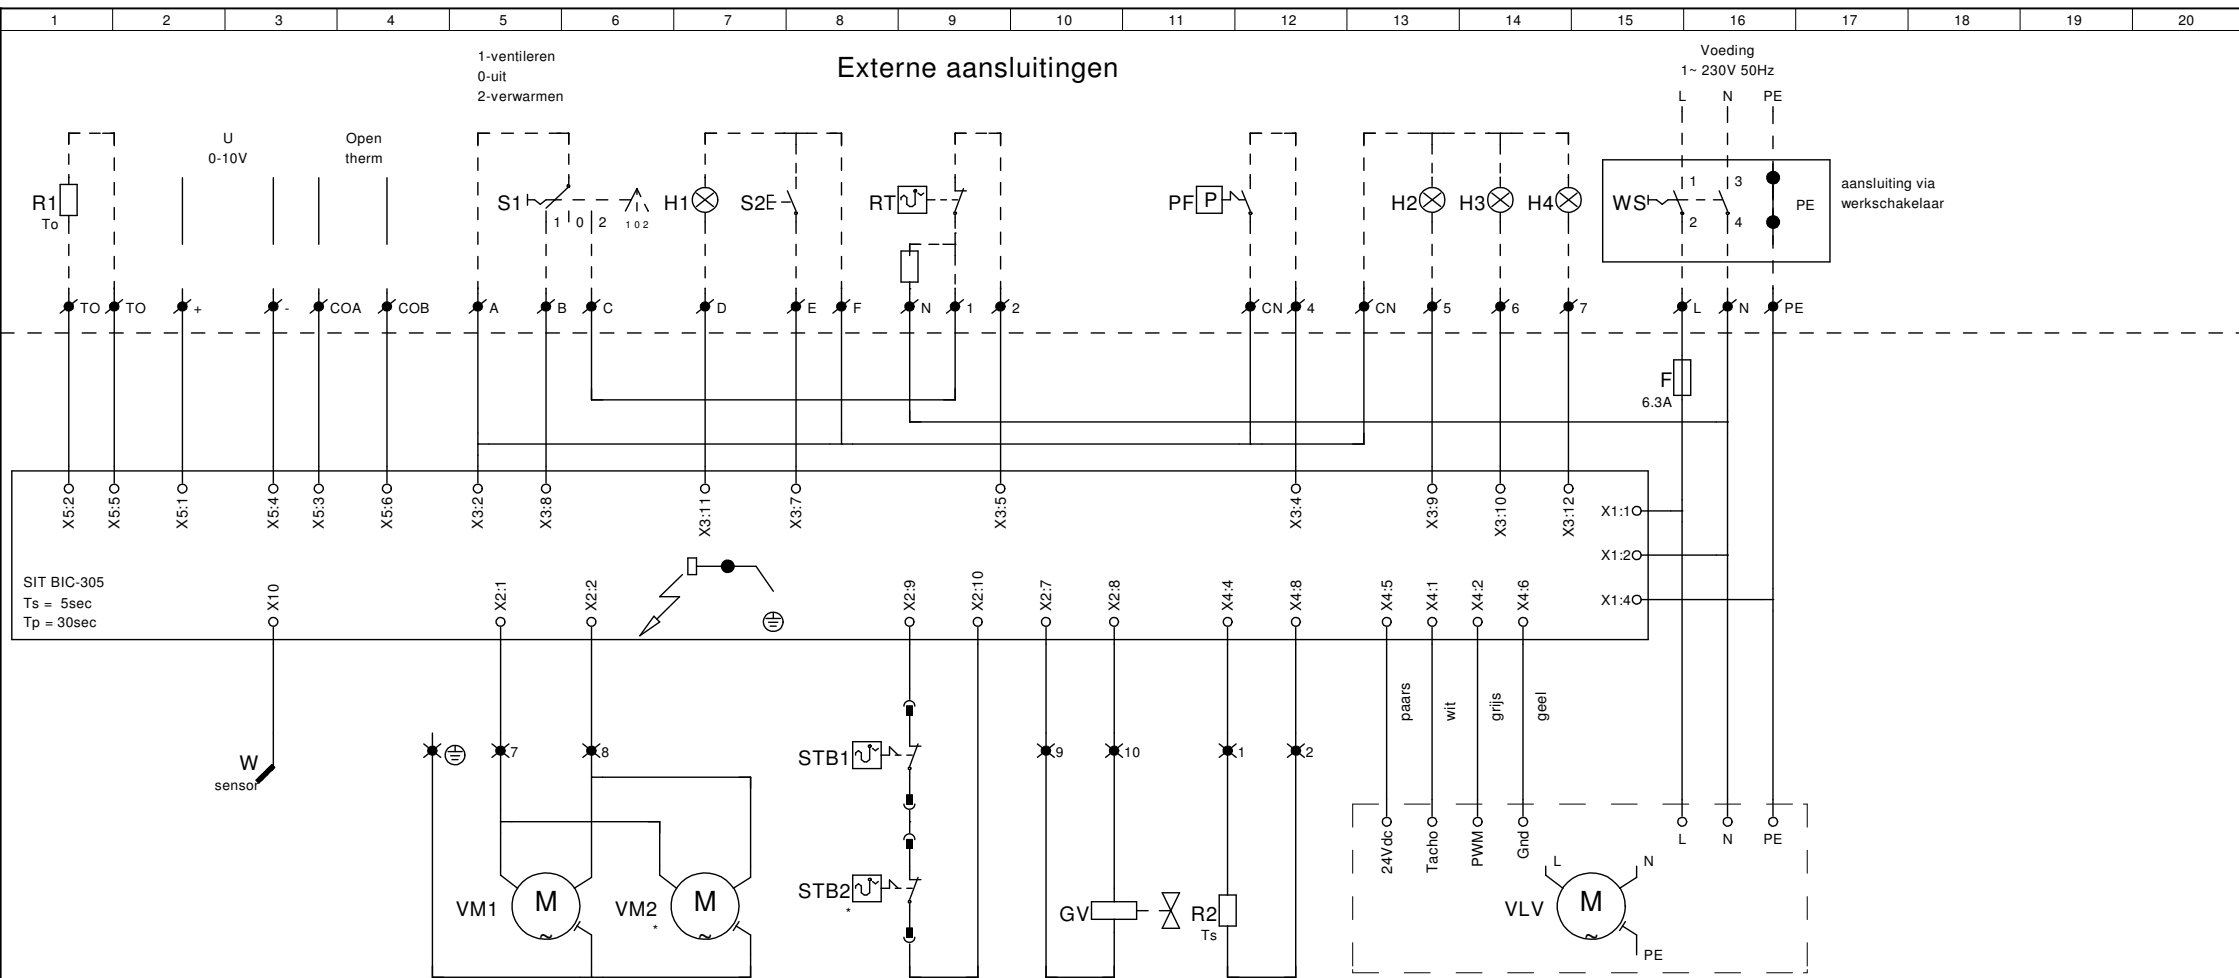 1 2 3 4 5 6 7 8 9 10 11 12 13 14 15 16 17 18 19 20
Externe aansluitingen
1-ventileren
0-uit
2-verwarmen
Voeding
1~ 230V 50Hz
L N PE
U
0-10V
Open
therm
R1
To
S1
1 0 2
1 0 2
H1
S2
RT
PF
P
H2
H3
H4
WS
1
2
3
4
PE
aansluiting via
werkschakelaar
TO TO + - COA COB A B C D E F N 1 2 CN 4 CN 5 6 7 L N PE
F
6.3A
X5:2 X5:5 X5:1 X5:4 X5:3 X5:6 X3:2 X3:8 X3:11 X3:7 X3:5 X3:4 X3:9 X3:10 X3:12
X1:1
X1:2
X1:4
SIT BIC-305
Ts = 5sec
Tp = 30sec
X10 X2:1 X2:2 X2:9 X2:10 X2:7 X2:8 X4:4 X4:8 X4:5 X4:1 X4:2 X4:6
paars wit grijs geel
W
sensor
7 8
STB1
9 10 1 2
24Vdc Tacho PWM Gnd L N PE
VM1
M
~
VM2
*
M
~
STB2
*
GV
R2
Ts
VLV
L
N
M
~
PE